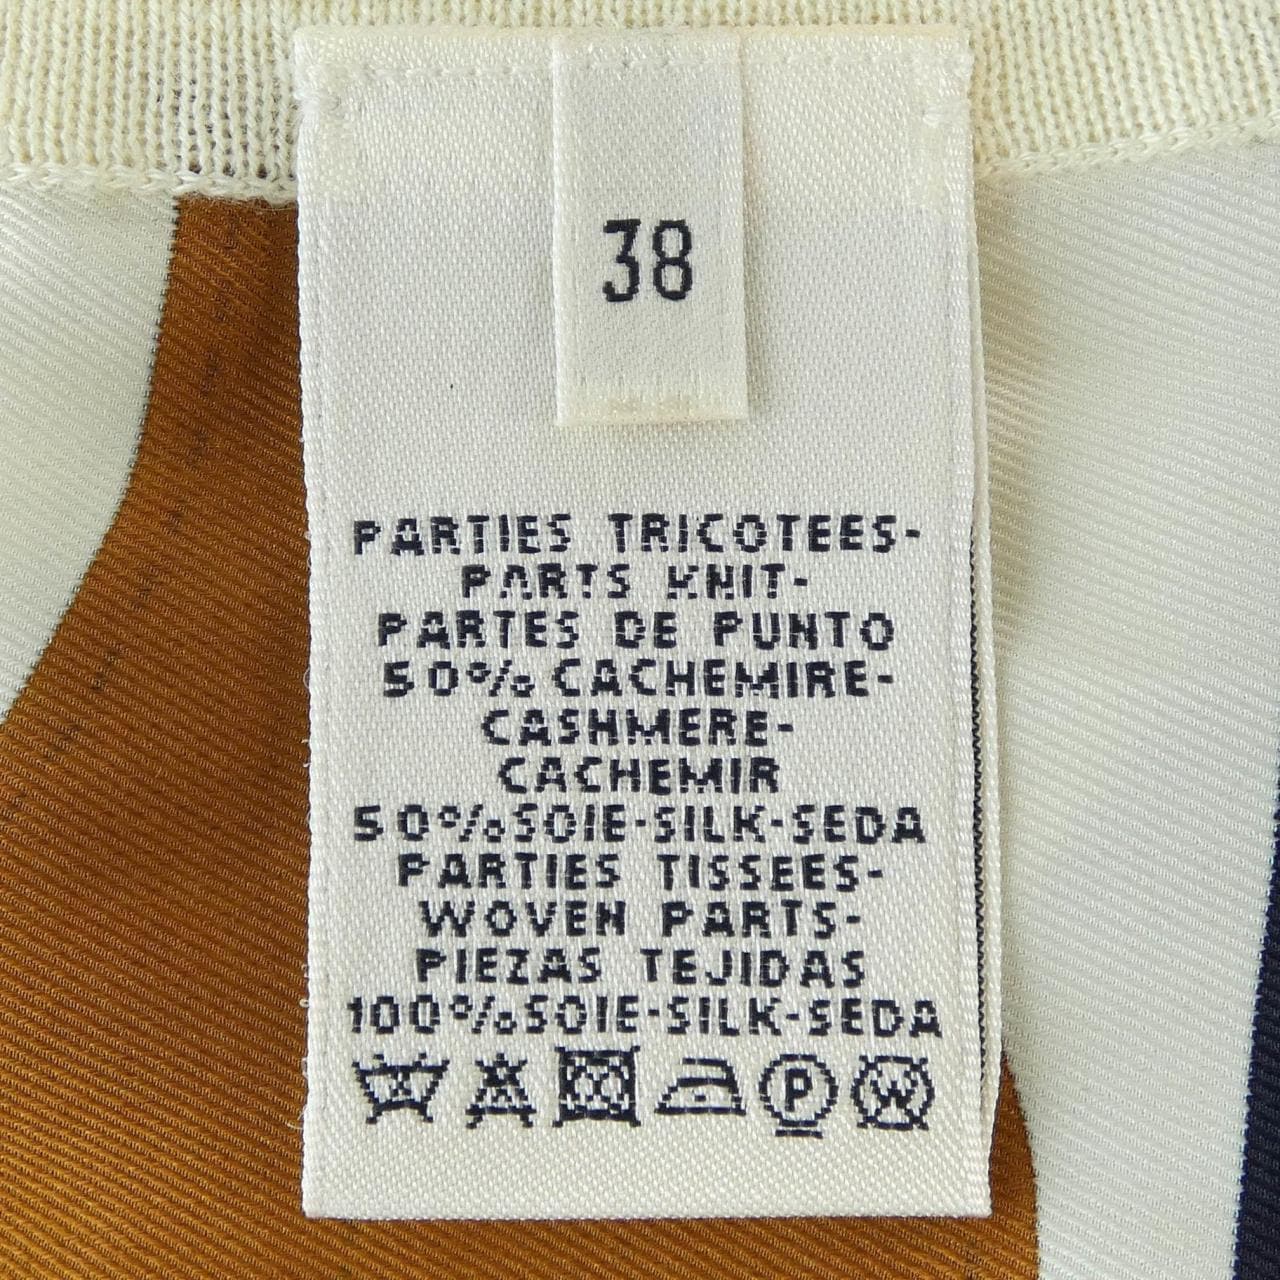 38
PARTIES TRICOTEES-
PARTS KNIT-
PARTES DE PUNTO
50% CACHEMIRE-
CASHMERE-
CACHEMIR
50% SOIE-SILK-SEDA
PARTIES TISSEES-
WOVEN PARTS-
PIEZAS TEJIDAS
100% SOIE-SILK-SEDA
P W